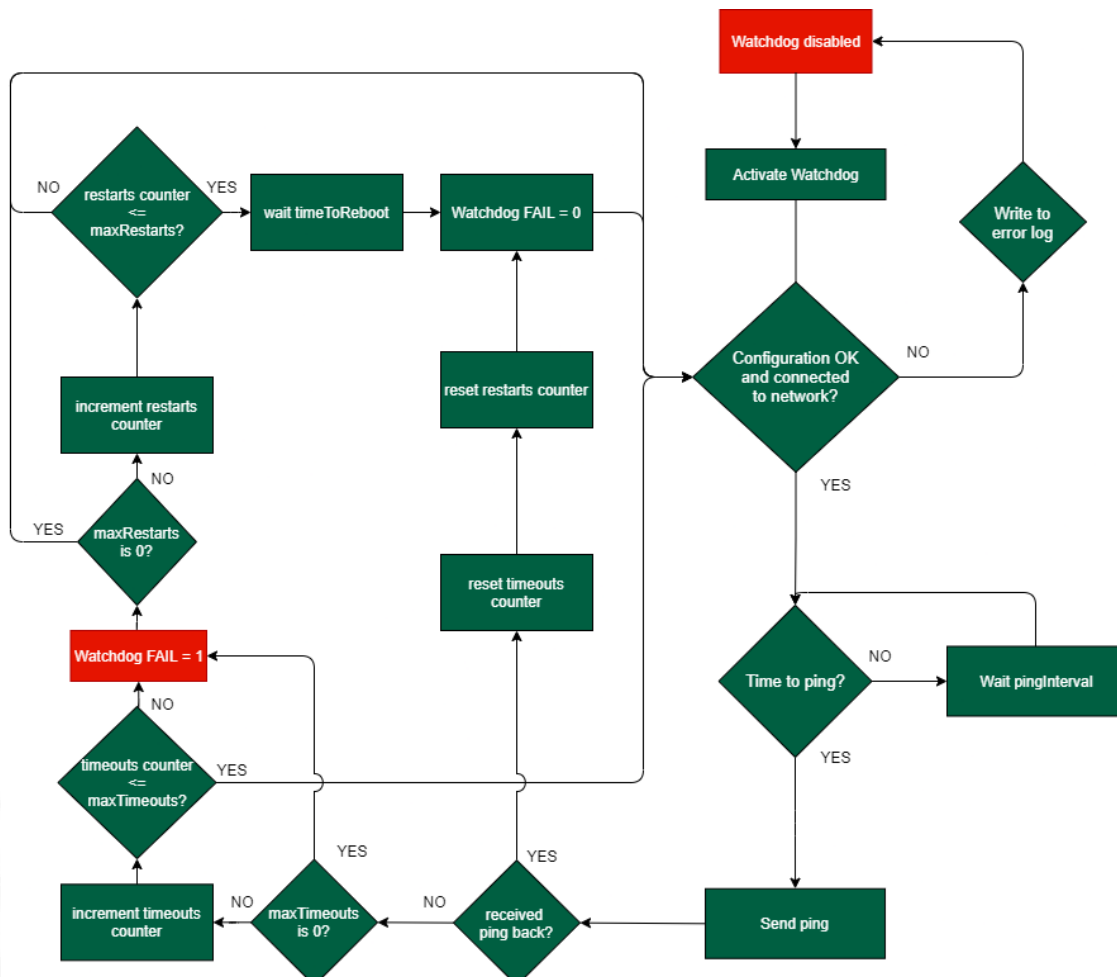 Watchdog disabled
Activate Watchdog
Write to
error log
NO
restarts counter
<=
maxRestarts?
YES
wait timeToReboot
Watchdog FAIL = 0
Configuration OK
and connected
to network?
NO
YES
reset restarts counter
increment restarts
counter
NO
YES
maxRestarts
is 0?
reset timeouts
counter
Watchdog FAIL = 1
NO
Time to ping?
NO
Wait pingInterval
YES
timeouts counter
<=
maxTimeouts?
YES
YES
YES
increment timeouts
counter
NO
maxTimeouts
is 0?
NO
received
ping back?
Send ping